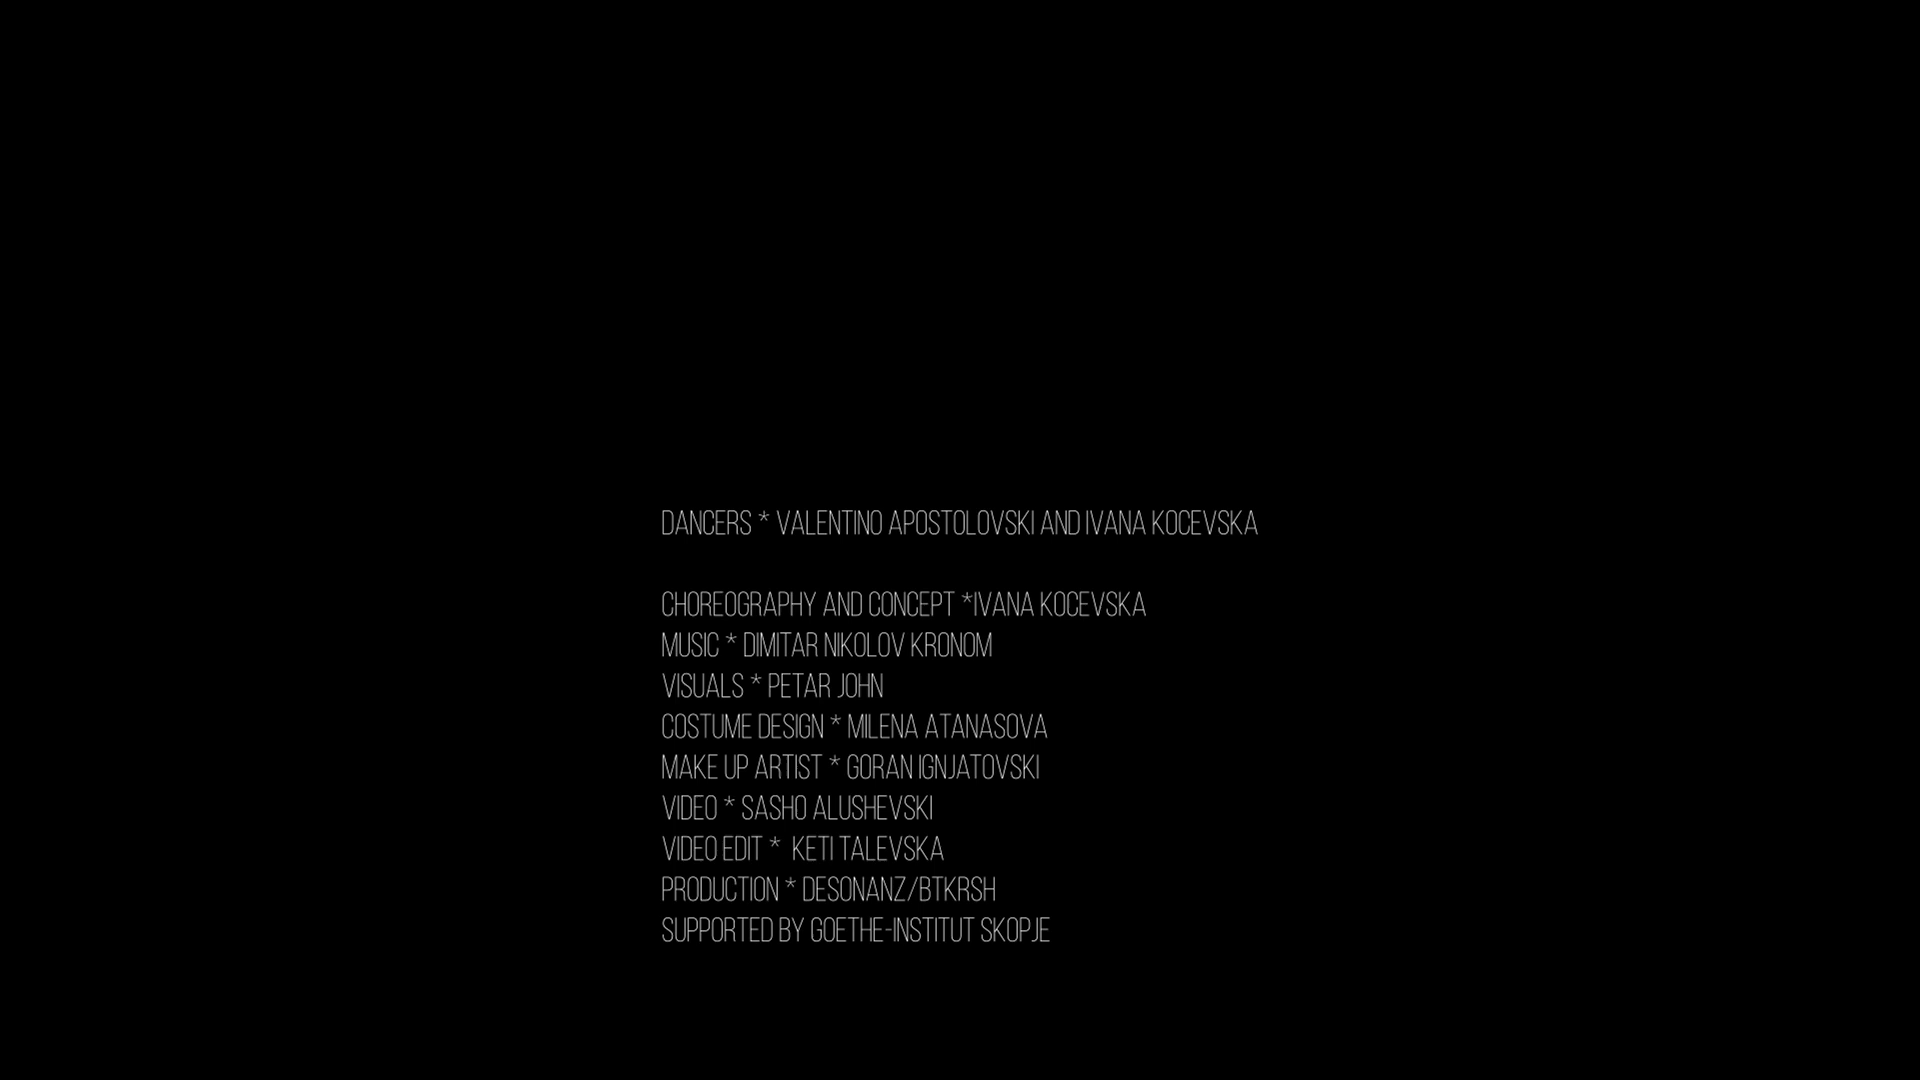 DANCERS * VALENTINO APOSTOLOVSKI AND IVANA KOCEVSKA
CHOREOGRAPHY AND CONCEPT *IVANA KOCEVSKA
MUSIC * DIMITAR NIKOLOV KRONOM
VISUALS * PETAR JOHN
COSTUME DESIGN * MILENA ATANASOVA
MAKE UP ARTIST * GORAN IGNJATOVSKI
VIDEO * SASHO ALUSHEVSKI
VIDEO EDIT *  KETI TALEVSKA
PRODUCTION * DESONANZ/BTKRSH
SUPPORTED BY GOETHE-INSTITUT SKOPJE